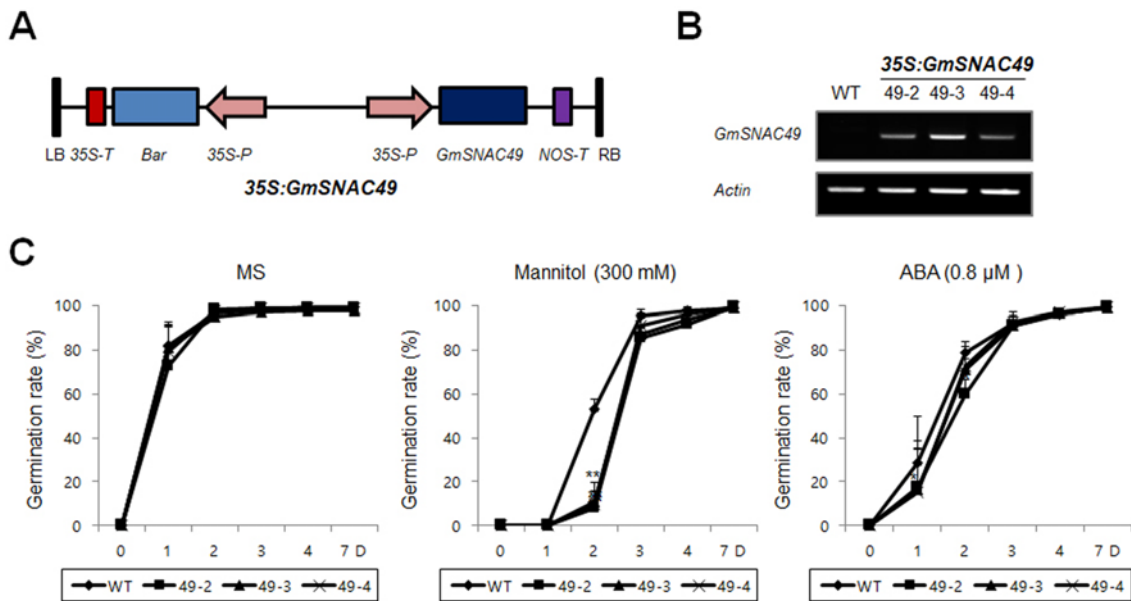 A
LB 35S-T Bar 35S-P 35S-P GmSNAC49 NOS-T RB
35S:GmSNAC49
B
35S:GmSNAC49
WT 49-2 49-3 49-4
GmSNAC49
Actin
C
MS
Germination rate (%)
100
80
60
40
20
0
0 1 2 3 4 7 D
WT 49-2 49-3 49-4
Mannitol (300 mM)
Germination rate (%)
100
80
60
40
20
0
**
0 1 2 3 4 7 D
WT 49-2 49-3 49-4
ABA (0.8 µM )
Germination rate (%)
100
80
60
40
20
0
*
0 1 2 3 4 7 D
WT 49-2 49-3 49-4